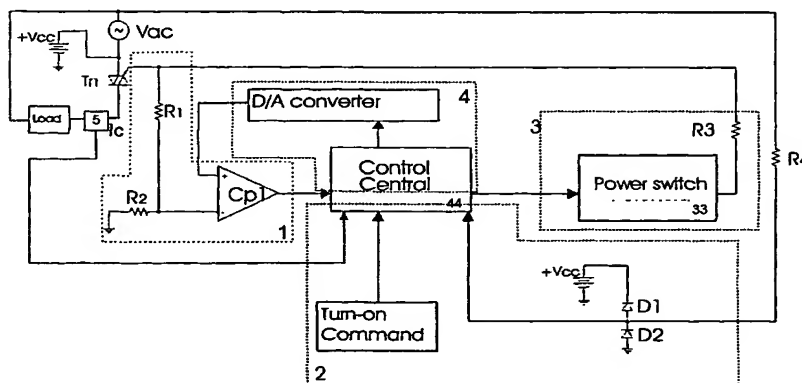 +Vcc
Vac
Tn
Load
5
Ic
R1
R2
D/A converter
4
Control
Central
44
Cp1
+
-
1
Turn-on
Command
2
3
Power switch
33
R3
R4
+Vcc
D1
D2